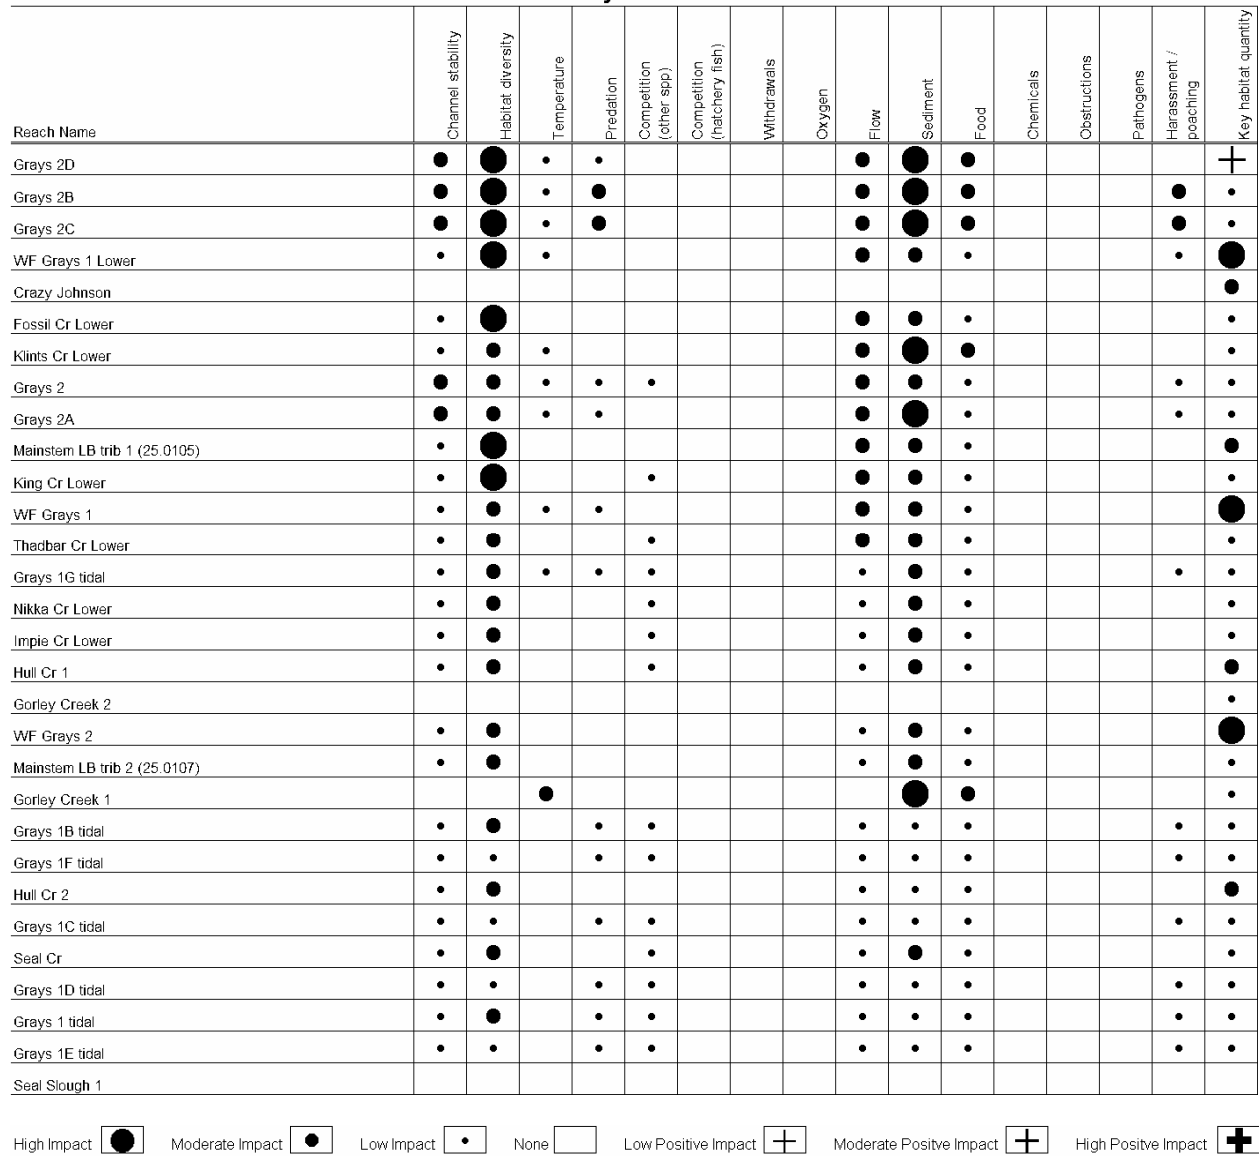 Reach Name
Channel stability
Habitat diversity
Temperature
Predation
Competition
(other spp)
Competition
(hatchery fish)
Withdrawals
Oxygen
Flow
Sediment
Food
Chemicals
Obstructions
Pathogens
Harassment /
poaching
Key habitat quantity
Grays 2D
Grays 2B
Grays 2C
WF Grays 1 Lower
Crazy Johnson
Fossil Cr Lower
Klints Cr Lower
Grays 2
Grays 2A
Mainstem LB trib 1 (25.0105)
King Cr Lower
WF Grays 1
Thadbar Cr Lower
Grays 1G tidal
Nikka Cr Lower
Impie Cr Lower
Hull Cr 1
Gorley Creek 2
WF Grays 2
Mainstem LB trib 2 (25.0107)
Gorley Creek 1
Grays 1B tidal
Grays 1F tidal
Hull Cr 2
Grays 1C tidal
Seal Cr
Grays 1D tidal
Grays 1 tidal
Grays 1E tidal
Seal Slough 1
High Impact Moderate Impact Low Impact None Low Positive Impact Moderate Positve Impact High Positve Impact